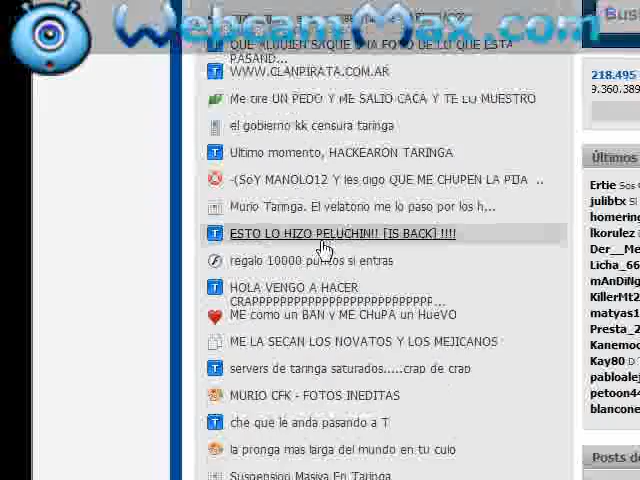 WebcamMax.com
QUE ALGUIEN SAQUE UNA FOTO DE LO QUE ESTA
PASAND...
WWW.CLANPIRATA.COM.AR
Me tire UN PEDO Y ME SALIO CACA Y TE LO MUESTRO
el gobierno kk censura taringa
Ultimo momento, HACKEARON TARINGA
-(SoY MANOLO12 Y les digo QUE ME CHUPEN LA PIJA ..
Murio Taringa. El velatorio me lo paso por los h...
ESTO LO HIZO PELUCHIN!! [IS BACK] !!!!
regalo 10000 puntos si entras
HOLA VENGO A HACER
CRAPPPPPPPPPPPPPPPPPPPPPPPPPPP...
ME como un BAN y ME CHuPA un HueVO
ME LA SECAN LOS NOVATOS Y LOS MEJICANOS
servers de taringa saturados.....crap de crap
MURIO CFK - FOTOS INEDITAS
che que le anda pasando a T
la pronga mas larga del mundo en tu culo
Suspension Masiva En Taringa
Bus
218.495
9.360.389
Últimos
Ertie Sos
julibtx Si
homering
lkorulez
Der__Me
Licha_66
mAnDiNg
KillerMt2
matyas1
Presta_2
Kanemoc
Kay80 D
pabloalej
petoon44
blancone
Posts de